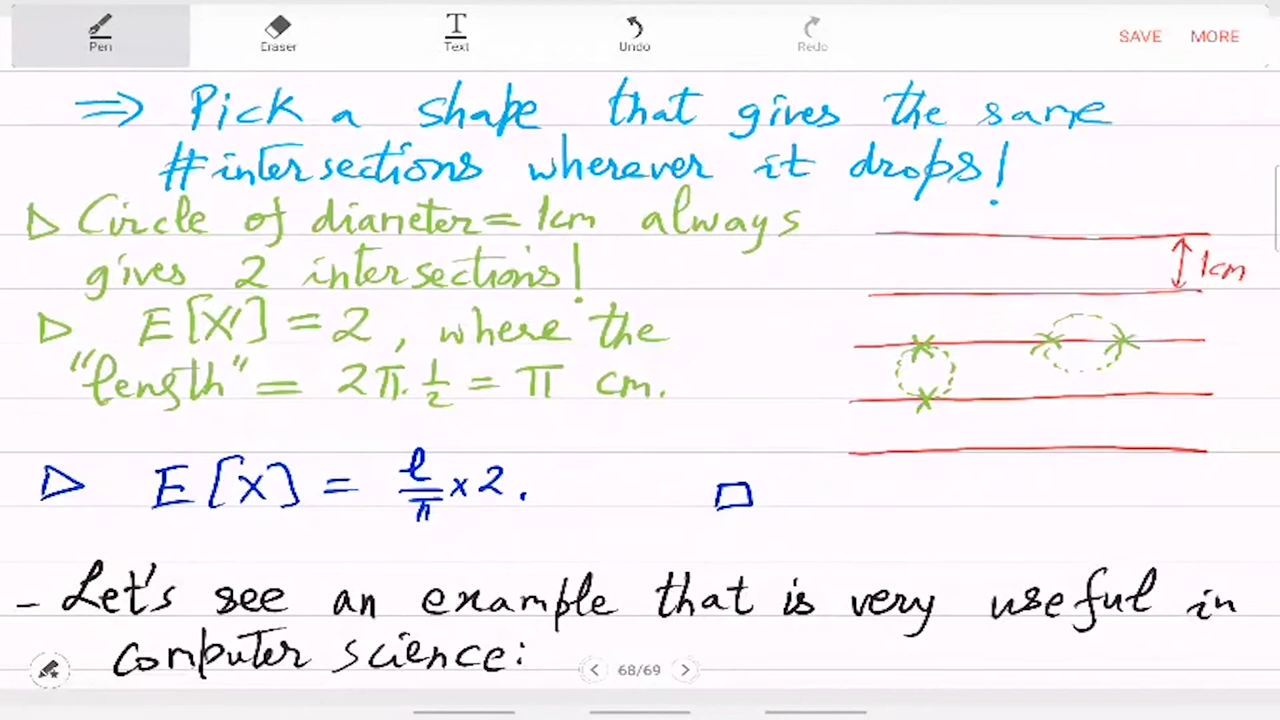 Pen Eraser Text Undo Redo SAVE MORE
⇒ Pick a shape that gives the same
#intersections wherever it drops!
▷ Circle of diameter = 1cm always
gives 2 intersections!
1cm
▷ E[X'] = 2, where the
"length" = 2π.1/2 = π cm.
▷ E[X] = l/π × 2. □
- Let's see an example that is very useful in
computer science:
68/69